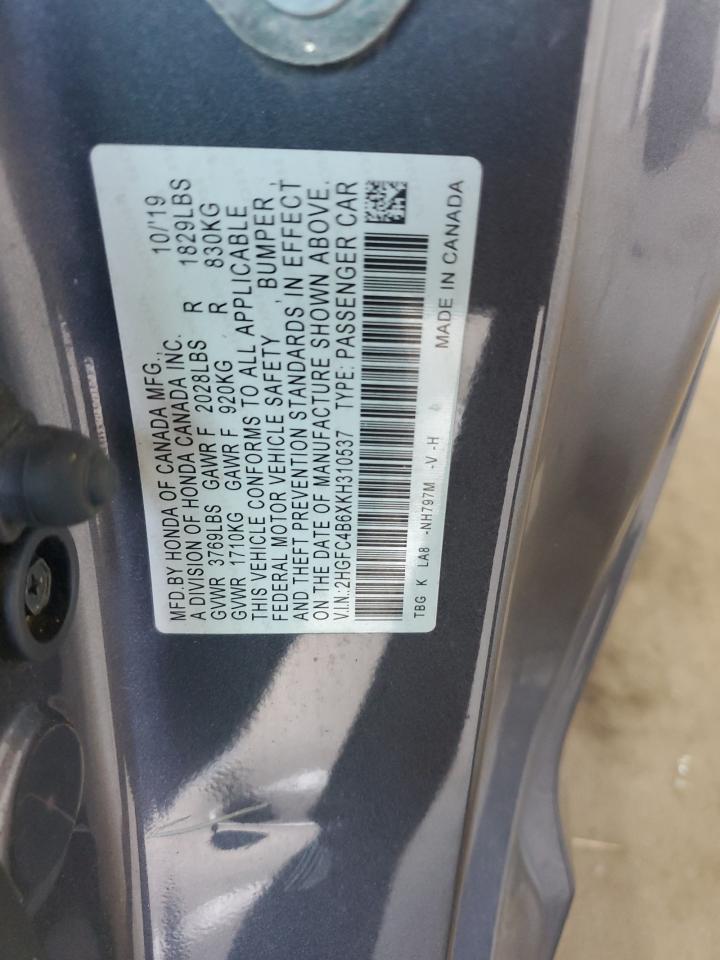 MFD.BY HONDA OF CANADA MFG., 10/19
A DIVISION OF HONDA CANADA INC.
GVWR 3769LBS GAWR F 2028LBS R 1829LBS
GVWR 1710KG GAWR F 920KG R 830KG
THIS VEHICLE CONFORMS TO ALL APPLICABLE
FEDERAL MOTOR VEHICLE SAFETY , BUMPER ,
AND THEFT PREVENTION STANDARDS IN EFFECT
ON THE DATE OF MANUFACTURE SHOWN ABOVE.
V.I.N.:2HGFC4B6XKH310537 TYPE: PASSENGER CAR
TBG K LA8 -NH797M -V -H
MADE IN CANADA